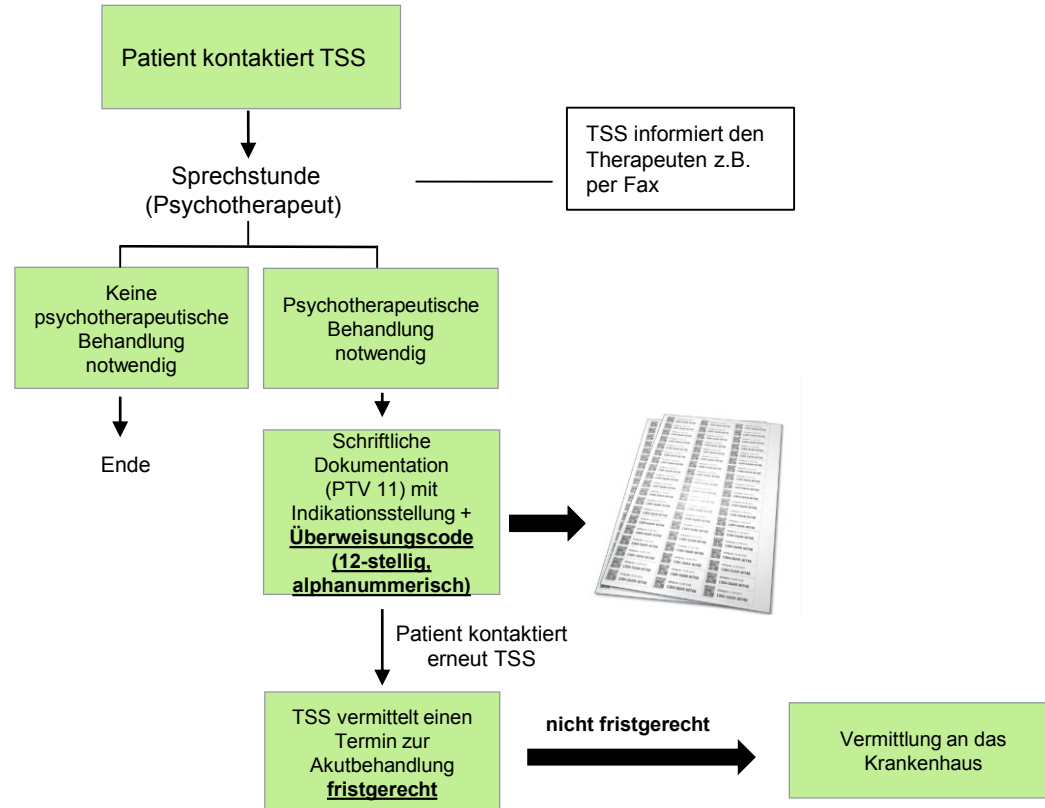 Patient kontaktiert TSS
TSS informiert den
Therapeuten z.B.
per Fax
Sprechstunde
(Psychotherapeut)
Keine
psychotherapeutische
Behandlung
notwendig
Psychotherapeutische
Behandlung
notwendig
Ende
Schriftliche
Dokumentation
(PTV 11) mit
Indikationsstellung +
Überweisungscode
(12-stellig,
alphanummerisch)
Patient kontaktiert
erneut TSS
TSS vermittelt einen
Termin zur
Akutbehandlung
fristgerecht
nicht fristgerecht
Vermittlung an das
Krankenhaus